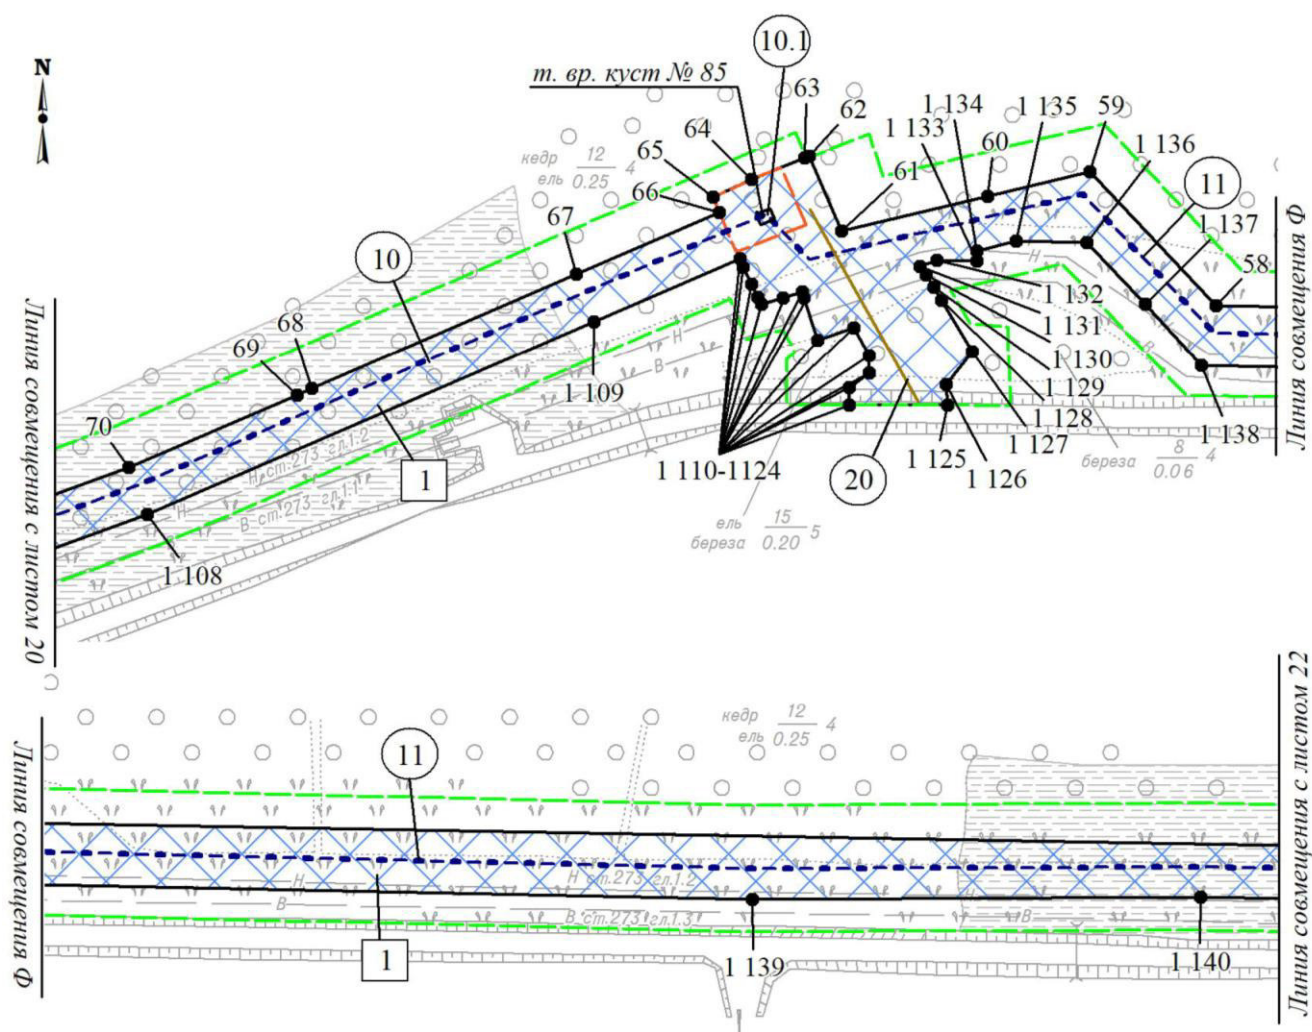 N
т. вр. куст № 85
10.1
63
62
64
65
66
67
кедр 12/0.25 4
ель
61
60
59
1 133
1 134
1 135
1 136
11
1 137
58
10
68
69
70
1 132
1 131
1 130
1 129
1 128
1 127
1 126
1 125
1 138
1 109
1 110-1124
1
20
1 108
Н ст.273 гл.1.2
В ст.273 гл.1.1
Н
В
Н
В
ель 15/0.20 5
береза
береза 8/0.06 4
Линия совмещения с листом 20
Линия совмещения Ф
Линия совмещения Ф
Линия совмещения с листом 22
кедр 12/0.25 4
ель
11
Н
Н ст.273 гл.1.2
Н
В
В ст.273 гл.1.3
В
1
1 139
1 140